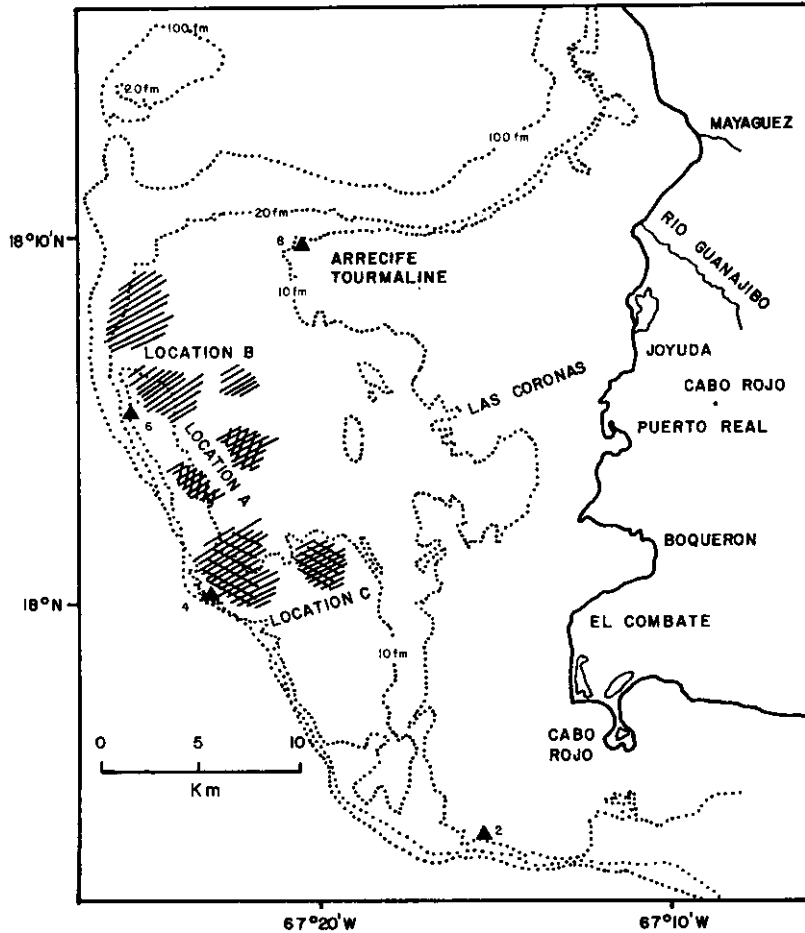 100 fm
20 fm
MAYAGUEZ
100 fm
20 fm
RIO GUANAJIBO
18°10'N
8
ARRECIFE
TOURMALINE
10 fm
LOCATION B
JOYUDA
LAS CORONAS
CABO ROJO
6
PUERTO REAL
LOCATION A
BOQUERON
4
18°N
LOCATION C
EL COMBATE
10 fm
0 5 10
Km
CABO
ROJO
2
67°20'W
67°10'W